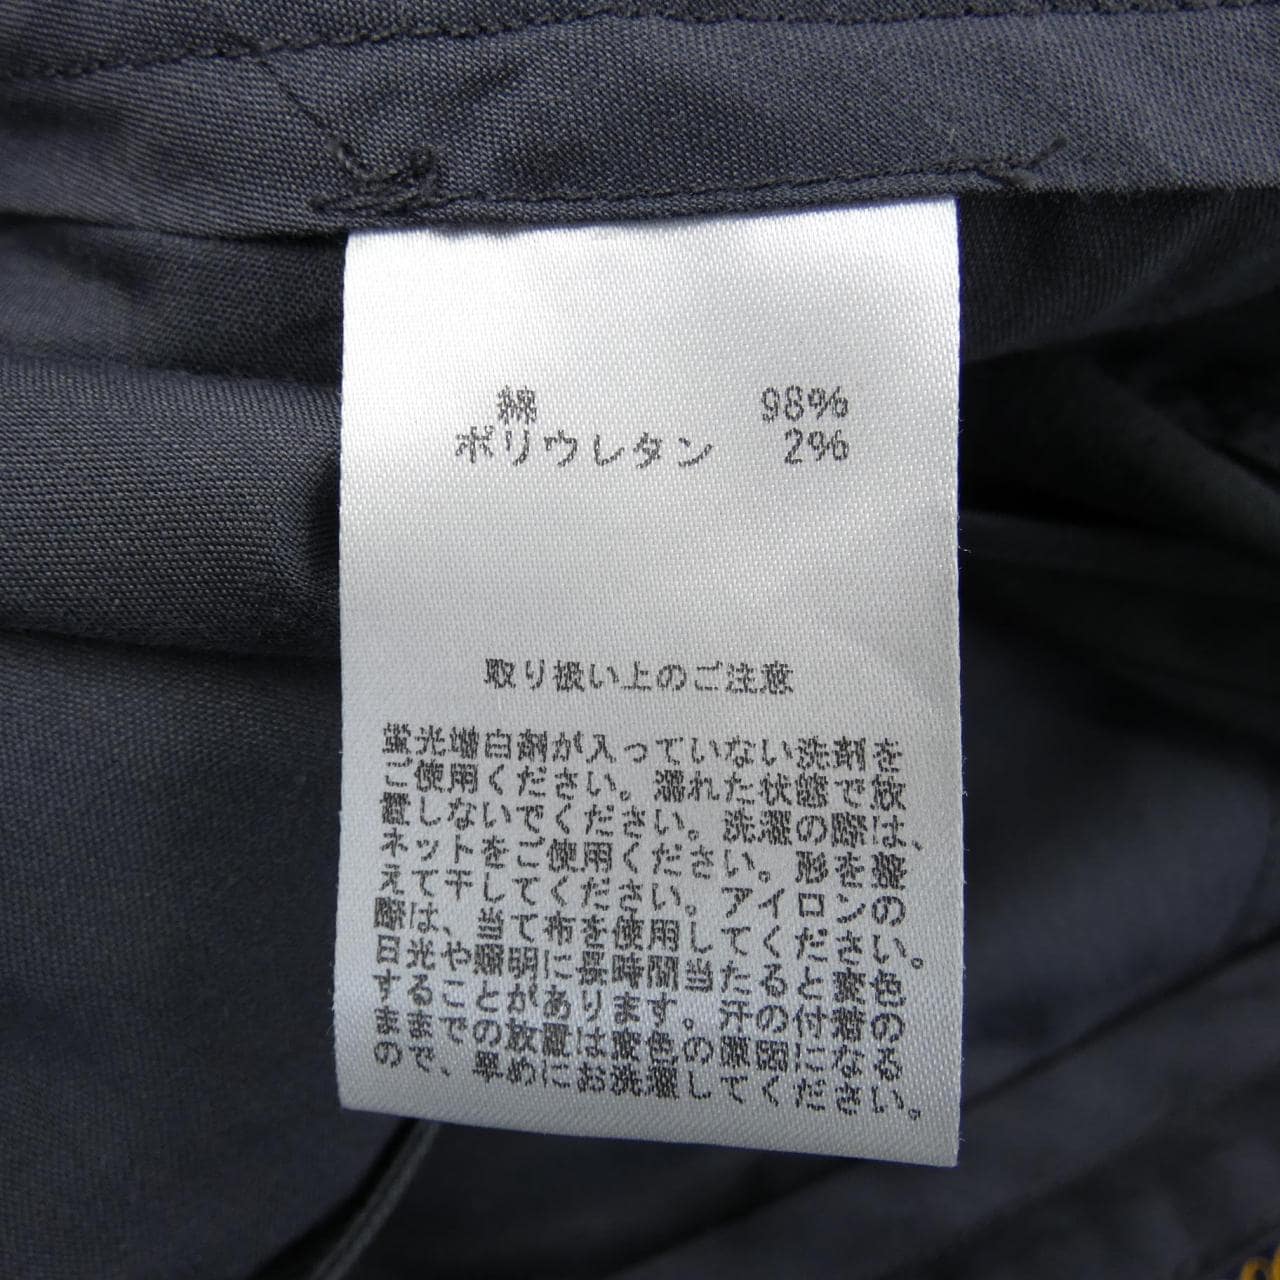 綿 98%
ポリウレタン 2%
取り扱い上のご注意
蛍光増白剤が入っていない洗剤を
ご使用ください。濡れた状態で放
置しないでください。洗濯の際は、
ネットをご使用ください。形を整
えて干してください。アイロンの
際は、当て布を使用してください。
日光や照明に長時間当たると変色
することがあります。汗の付着の
ままでの放置は変色の原因になる
ので、早めにお洗濯してください。